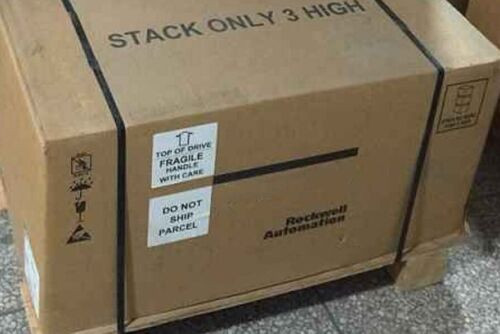 STACK ONLY 3 HIGH
TOP OF DRIVE
FRAGILE
HANDLE
WITH CARE
DO NOT
SHIP
PARCEL
Rockwell
Automation